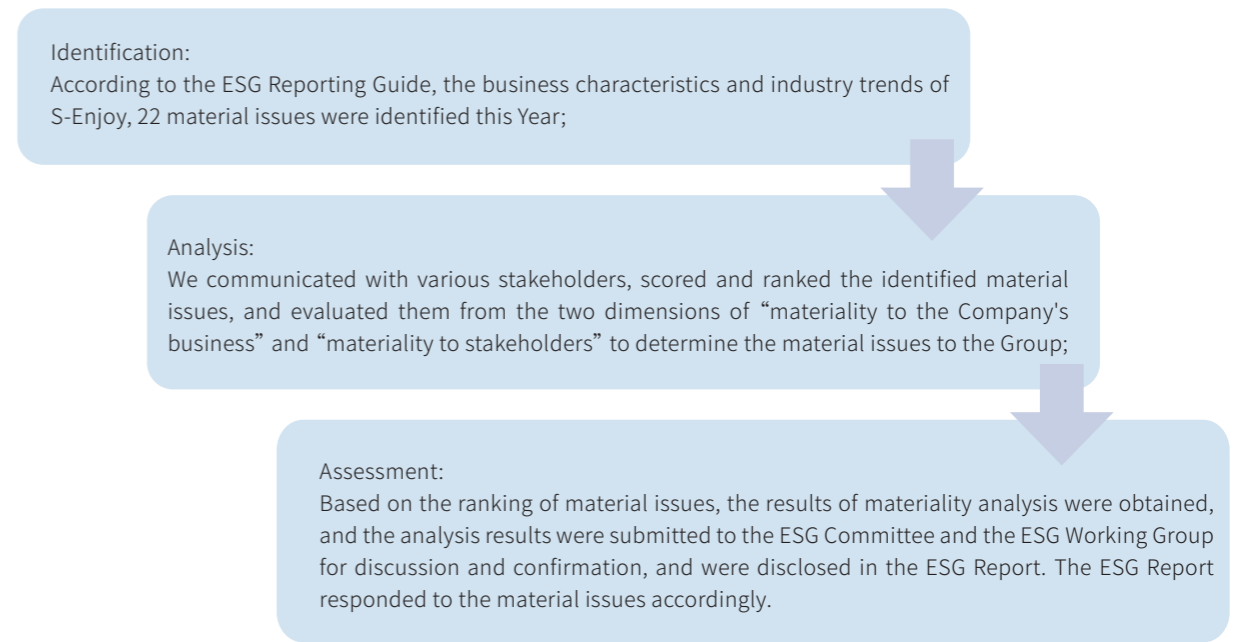 Identification:
According to the ESG Reporting Guide, the business characteristics and industry trends of
S-Enjoy, 22 material issues were identified this Year;
Analysis:
We communicated with various stakeholders, scored and ranked the identified material
issues, and evaluated them from the two dimensions of “materiality to the Company's
business” and “materiality to stakeholders” to determine the material issues to the Group;
Assessment:
Based on the ranking of material issues, the results of materiality analysis were obtained,
and the analysis results were submitted to the ESG Committee and the ESG Working Group
for discussion and confirmation, and were disclosed in the ESG Report. The ESG Report
responded to the material issues accordingly.